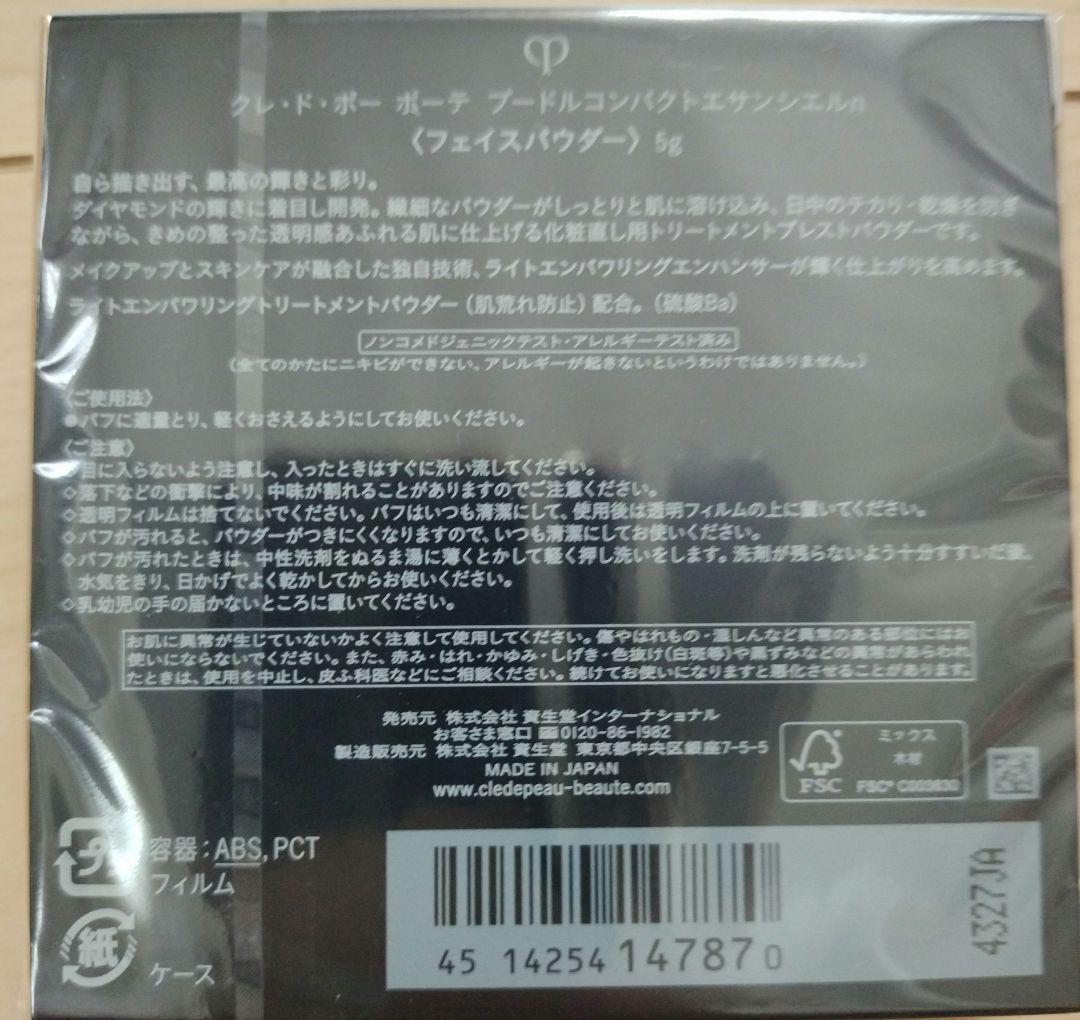 クレ・ド・ポー ボーテ プードルコンパクトエサンシエルn
〈フェイスパウダー〉 5g
自ら描き出す、最高の輝きと彩り。
ダイヤモンドの輝きに着目し開発。繊細なパウダーがしっとりと肌に溶け込み、日中のテカリ・乾燥を防ぎ
ながら、きめの整った透明感あふれる肌に仕上げる化粧直し用トリートメントプレストパウダーです。
メイクアップとスキンケアが融合した独自技術、ライトエンパワリングエンハンサーが輝く仕上がりを高めます。
ライトエンパワリングトリートメントパウダー（肌荒れ防止）配合。（硫酸Ba）
ノンコメドジェニックテスト・アレルギーテスト済み
（全てのかたにニキビができない、アレルギーが起きないというわけではありません。）
〈ご使用法〉
●パフに適量とり、軽くおさえるようにしてお使いください。
〈ご注意〉
目に入らないよう注意し、入ったときはすぐに洗い流してください。
◇落下などの衝撃により、中味が割れることがありますのでご注意ください。
◇透明フィルムは捨てないでください。パフはいつも清潔にして、使用後は透明フィルムの上に置いてください。
◇パフが汚れると、パウダーがつきにくくなりますので、いつも清潔にしてお使いください。
◇パフが汚れたときは、中性洗剤をぬるま湯に薄くとかして軽く押し洗いをします。洗剤が残らないよう十分すすいだ後、
水気をきり、日かげでよく乾かしてからお使いください。
◇乳幼児の手の届かないところに置いてください。
お肌に異常が生じていないかよく注意して使用してください。傷やはれもの・湿しんなど異常のある部位にはお
使いにならないでください。また、赤み・はれ・かゆみ・しげき・色抜け（白斑等）や黒ずみなどの異常があらわれ
たときは、使用を中止し、皮ふ科医などにご相談ください。続けてお使いになりますと悪化させることがあります。
発売元 株式会社 資生堂インターナショナル
お客さま窓口 0120-86-1982
製造販売元 株式会社 資生堂 東京都中央区銀座7-5-5
MADE IN JAPAN
www.cledepeau-beaute.com
FSC
ミックス
木材
FSC® C003830
プラ
容器：ABS, PCT
フィルム
紙
ケース
45 14254 14787 0
4327JA